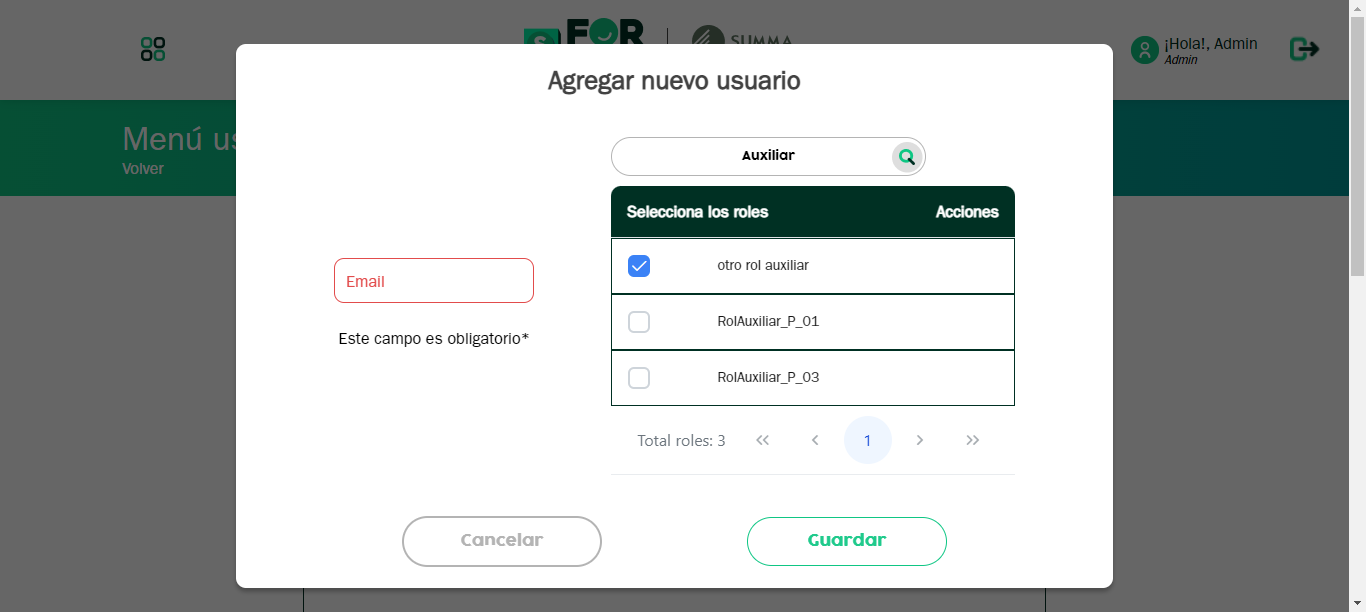 FOR
S
SUMMA
¡Hola!, Admin
Admin
Agregar nuevo usuario
Menú us
Volver
Auxiliar
Selecciona los roles Acciones
otro rol auxiliar
Email
RolAuxiliar_P_01
Este campo es obligatorio*
RolAuxiliar_P_03
Total roles: 3 << < 1 > >>
Cancelar Guardar